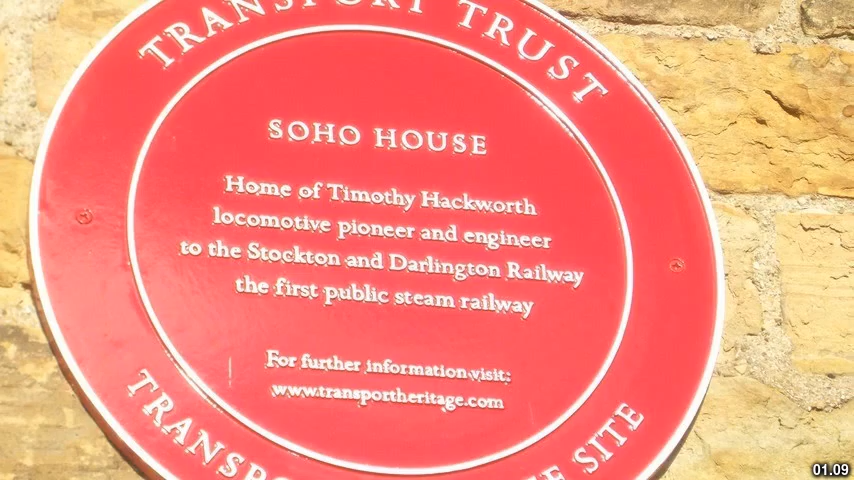 TRANSPORT TRUST
SOHO HOUSE
Home of Timothy Hackworth
locomotive pioneer and engineer
to the Stockton and Darlington Railway
the first public steam railway
For further information visit:
www.transportheritage.com
SITE
01.09